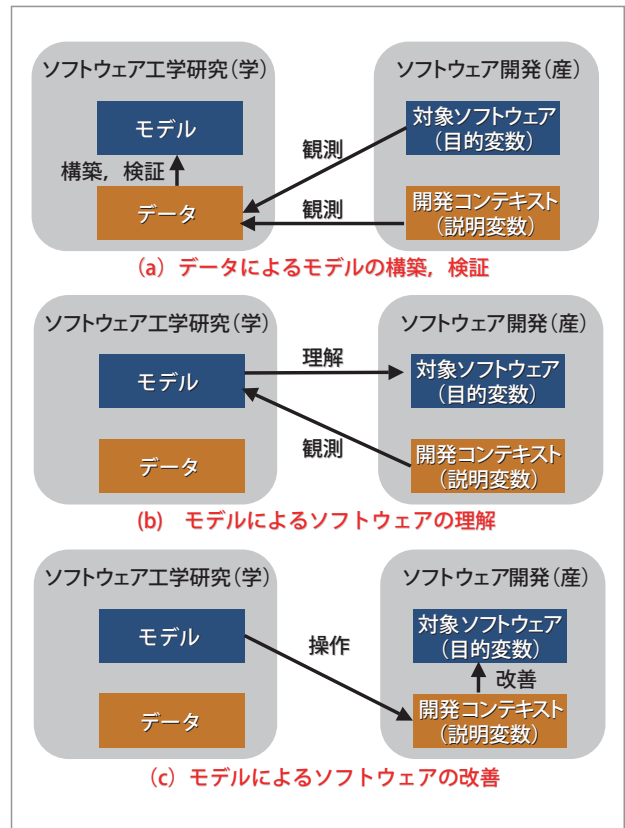 ソフトウェア工学研究(学)
ソフトウェア開発(産)
モデル
対象ソフトウェア
(目的変数)
観測
構築，検証
データ
観測
開発コンテキスト
(説明変数)
(a) データによるモデルの構築，検証
ソフトウェア工学研究(学)
ソフトウェア開発(産)
モデル
理解
対象ソフトウェア
(目的変数)
データ
観測
開発コンテキスト
(説明変数)
(b) モデルによるソフトウェアの理解
ソフトウェア工学研究(学)
ソフトウェア開発(産)
モデル
操作
対象ソフトウェア
(目的変数)
改善
データ
開発コンテキスト
(説明変数)
(c) モデルによるソフトウェアの改善